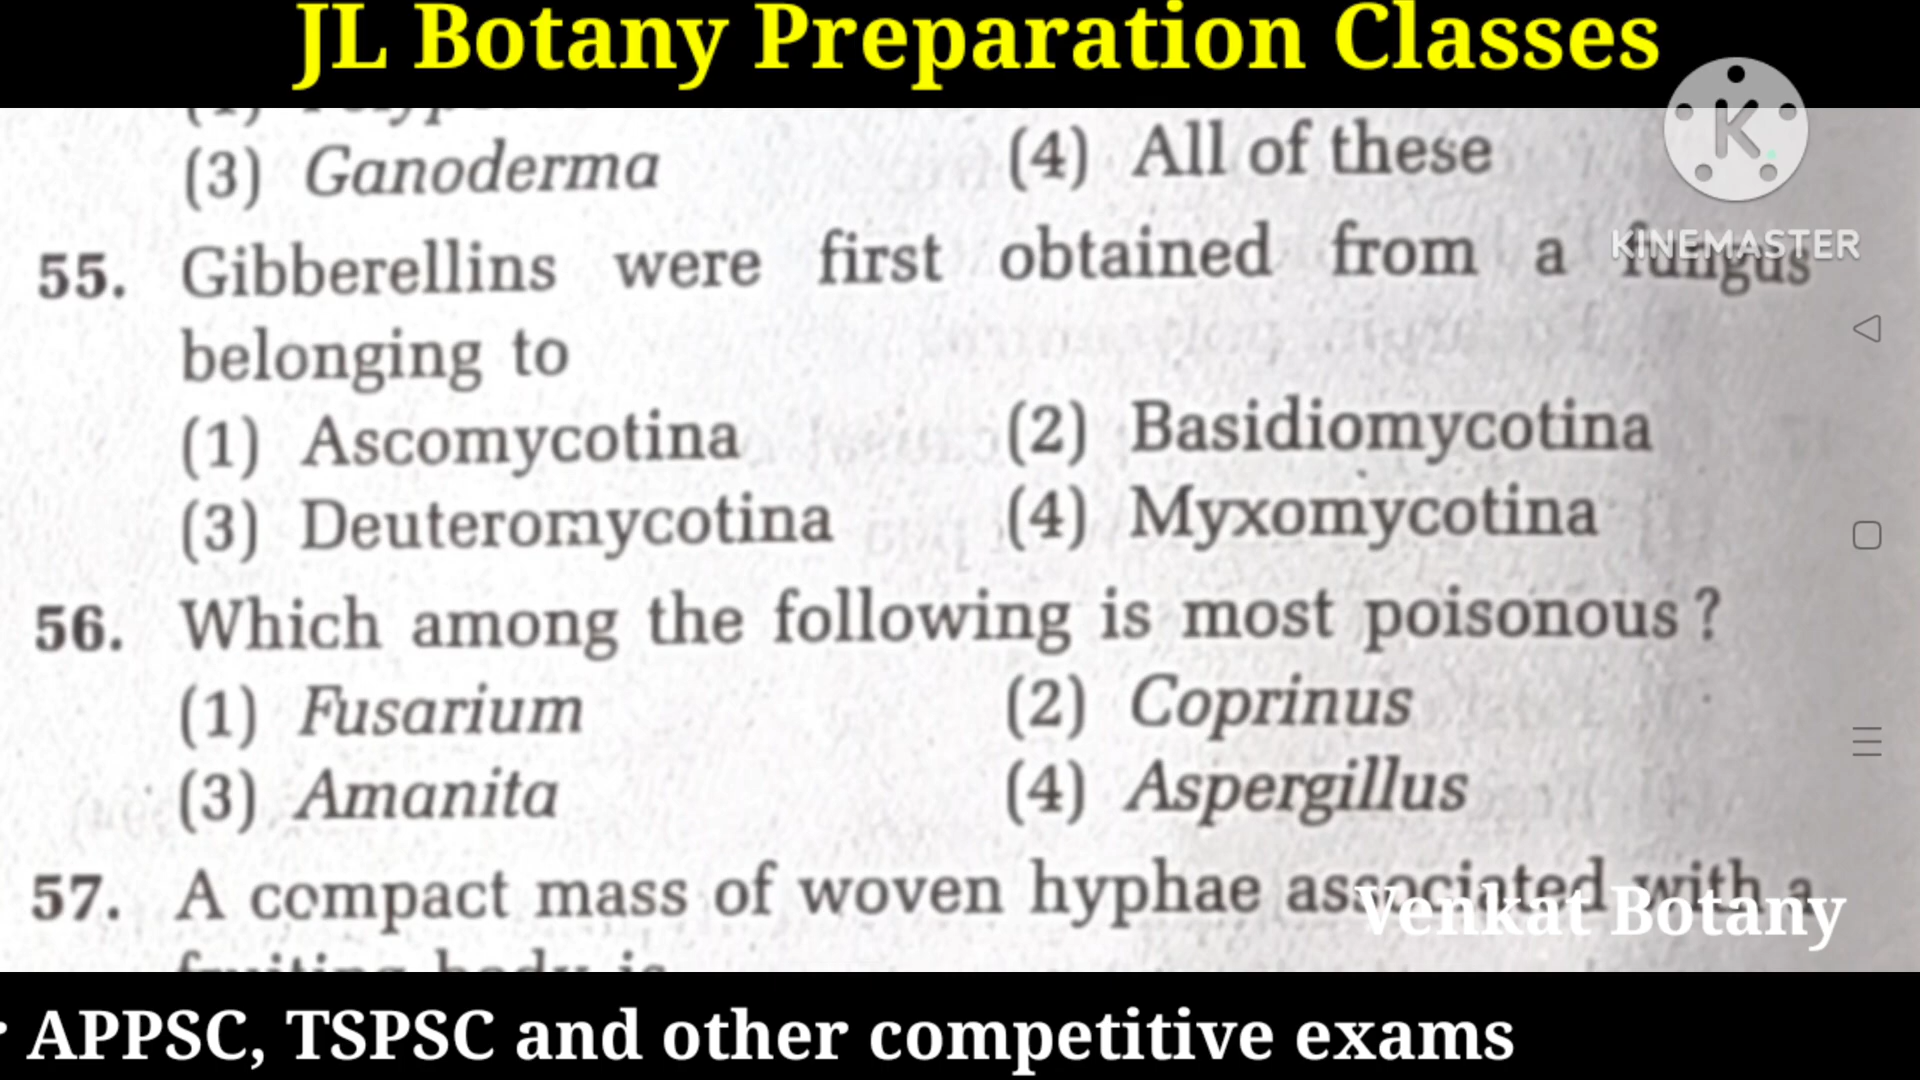 JL Botany Preparation Classes
(3) Ganoderma (4) All of these
KINEMASTER
55. Gibberellins were first obtained from a fungus
belonging to
(1) Ascomycotina (2) Basidiomycotina
(3) Deuteromycotina (4) Myxomycotina
56. Which among the following is most poisonous?
(1) Fusarium (2) Coprinus
(3) Amanita (4) Aspergillus
57. A compact mass of woven hyphae associated with a
Venkat Botany
fruiting body is
APPSC, TSPSC and other competitive exams